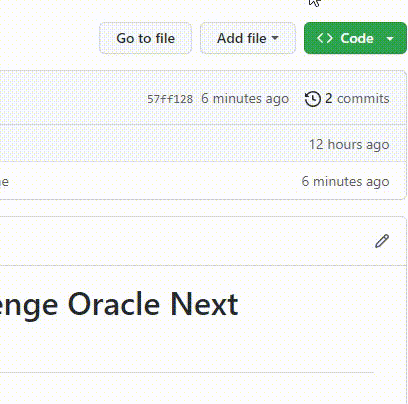 Go to file
Add file
Code
57ff128 6 minutes ago 2 commits
12 hours ago
6 minutes ago
enge Oracle Next